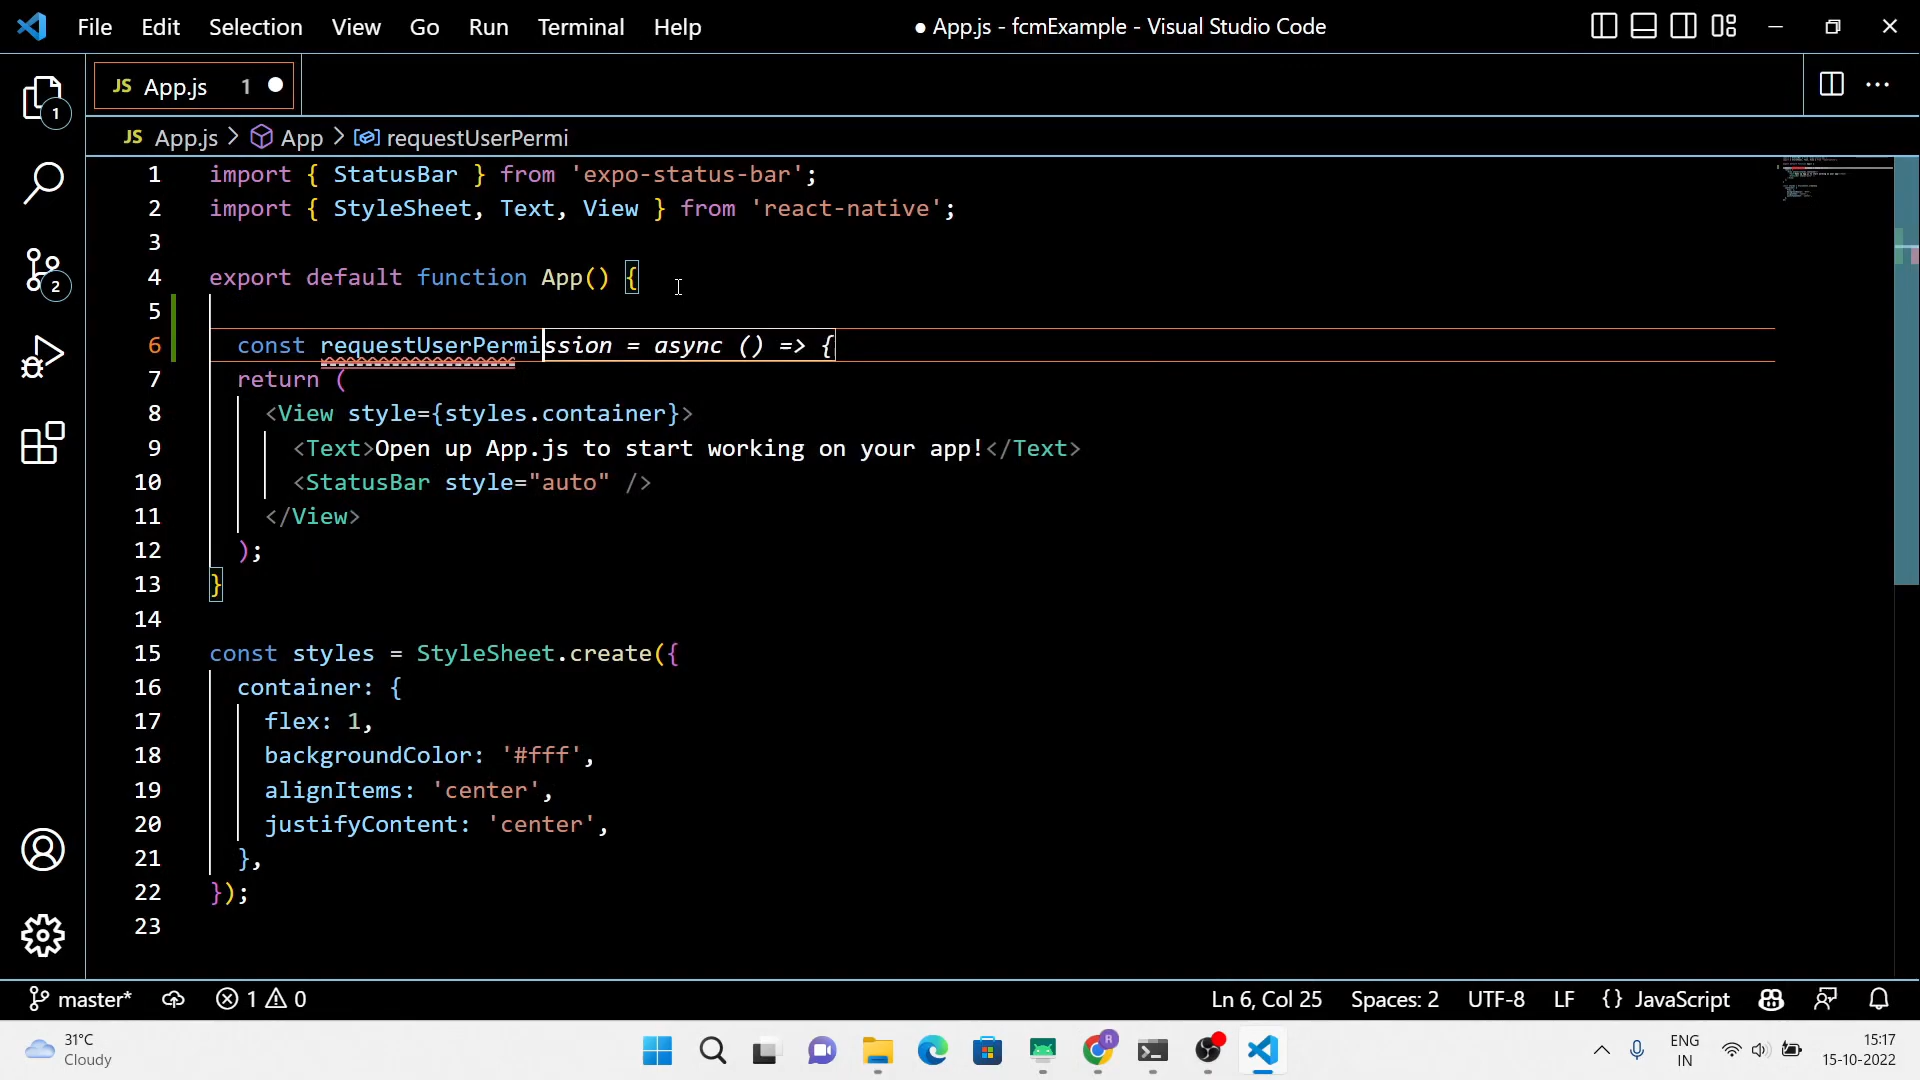 File Edit Selection View Go Run Terminal Help
● App.js - fcmExample - Visual Studio Code
JS App.js 1
JS App.js > App > requestUserPermi
1 import { StatusBar } from 'expo-status-bar';
2 import { StyleSheet, Text, View } from 'react-native';
3
4 export default function App() {
5
6 const requestUserPermission = async () => {
7 return (
8 <View style={styles.container}>
9 <Text>Open up App.js to start working on your app!</Text>
10 <StatusBar style="auto" />
11 </View>
12 );
13 }
14
15 const styles = StyleSheet.create({
16 container: {
17 flex: 1,
18 backgroundColor: '#fff',
19 alignItems: 'center',
20 justifyContent: 'center',
21 },
22 });
23
1
2
master* 1 0
Ln 6, Col 25 Spaces: 2 UTF-8 LF {} JavaScript
31°C
Cloudy
R
ENG
IN
15:17
15-10-2022